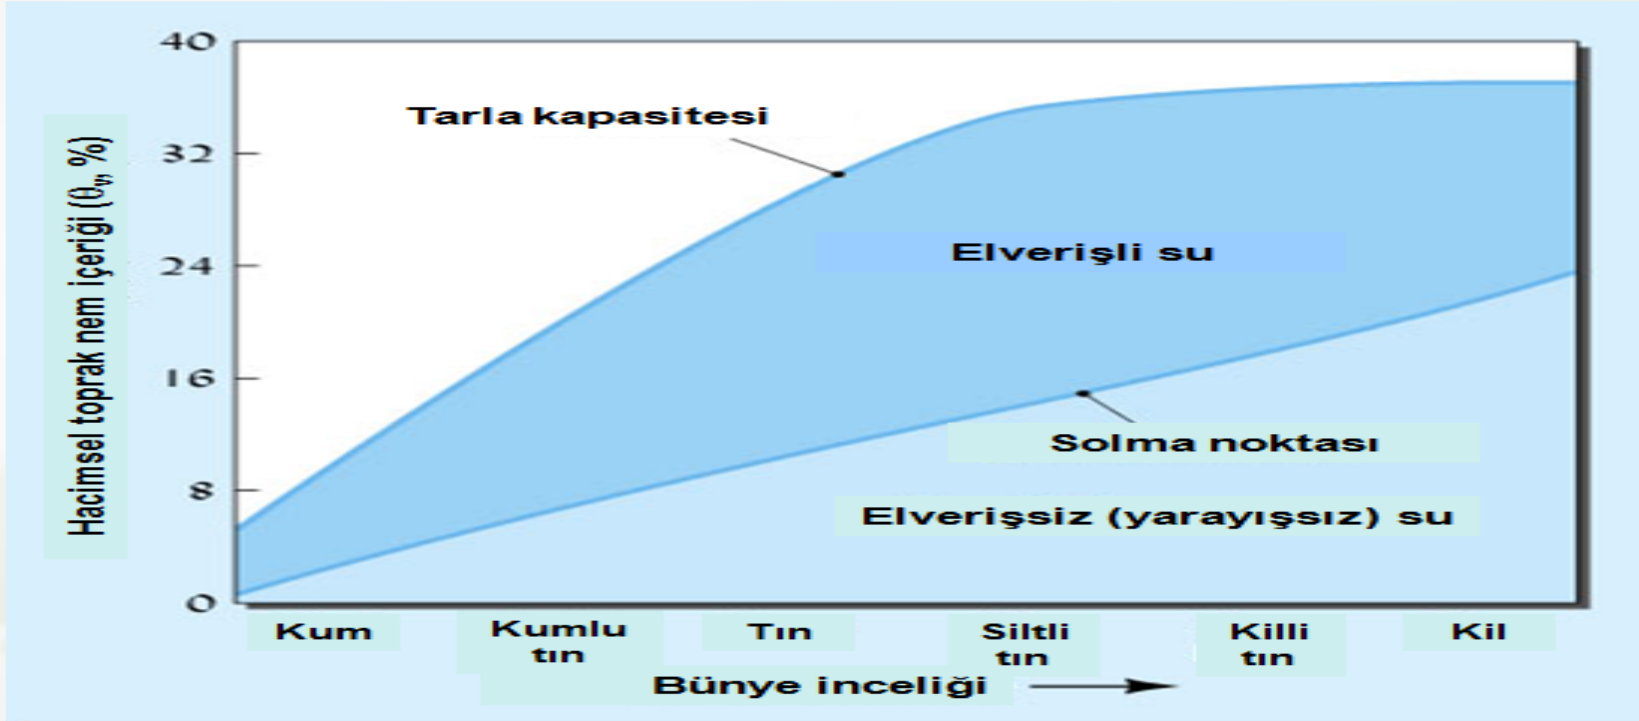 Hacimsel toprak nem içeriği (θv, %)
40
32
24
16
8
0
Tarla kapasitesi
Elverişli su
Solma noktası
Elverişsiz (yarayışsız) su
Kum
Kumlu
tın
Tın
Siltli
tın
Killi
tın
Kil
Bünye inceliği